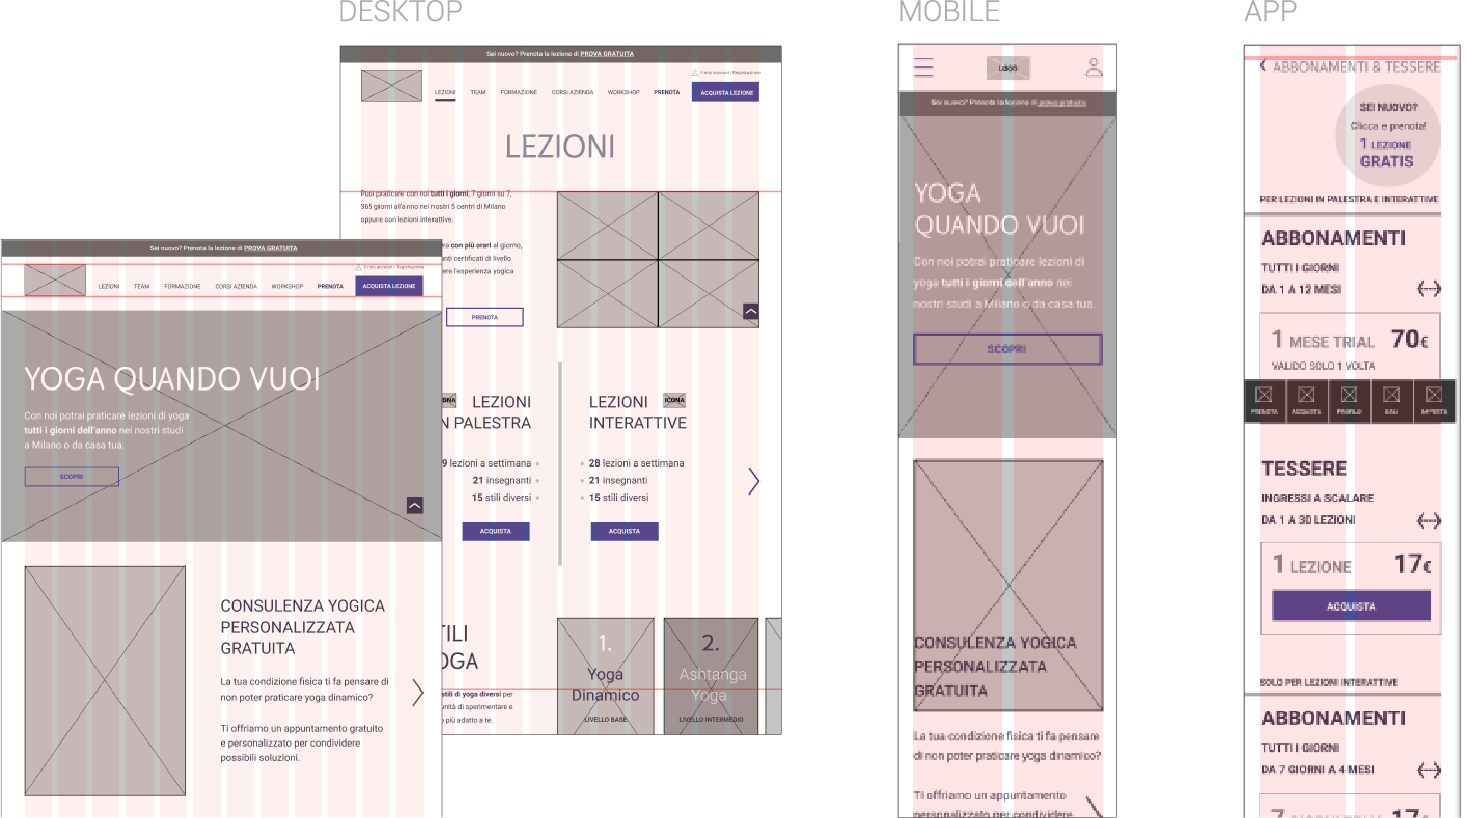 DESKTOP
Sei nuovo? Prenota la lezione di PROVA GRATUITA
Il mio account | Registrazione
LEZIONI TEAM FORMAZIONE CORSI AZIENDA WORKSHOP PRENOTA ACQUISTA LEZIONE
LEZIONI
Puoi praticare con noi tutti i giorni, 7 giorni su 7,
365 giorni all'anno nei nostri 5 centri di Milano
oppure con lezioni interattive.
con più orari al giorno,
certificati di livello
l'esperienza yogica
PRENOTA
LEZIONI
PALESTRA
9 lezioni a settimana
21 insegnanti
15 stili diversi
ACQUISTA
LEZIONI ICONA
INTERATTIVE
28 lezioni a settimana
21 insegnanti
15 stili diversi
ACQUISTA
stili di yoga diversi per
di sperimentare e
più adatto a te.
1.
Yoga
Dinamico
LIVELLO BASE
2.
Ashtanga
Yoga
LIVELLO INTERMEDIO
Sei nuovo? Prenota la lezione di PROVA GRATUITA
Il mio account | Registrazione
LEZIONI TEAM FORMAZIONE CORSI AZIENDA WORKSHOP PRENOTA ACQUISTA LEZIONE
YOGA QUANDO VUOI
Con noi potrai praticare lezioni di yoga
tutti i giorni dell'anno nei nostri studi
a Milano o da casa tua.
SCOPRI
CONSULENZA YOGICA
PERSONALIZZATA
GRATUITA
La tua condizione fisica ti fa pensare di
non poter praticare yoga dinamico?
Ti offriamo un appuntamento gratuito
e personalizzato per condividere
possibili soluzioni.
MOBILE
LOGO
Sei nuovo? Prenota la lezione di prova gratuita
YOGA
QUANDO VUOI
Con noi potrai praticare lezioni di
yoga tutti i giorni dell'anno nei
nostri studi a Milano o da casa tua.
SCOPRI
CONSULENZA YOGICA
PERSONALIZZATA
GRATUITA
La tua condizione fisica ti fa pensare
di non poter praticare yoga dinamico?
Ti offriamo un appuntamento
personalizzato per condividere
APP
ABBONAMENTI & TESSERE
SEI NUOVO?
Clicca e prenota!
1 LEZIONE
GRATIS
PER LEZIONI IN PALESTRA E INTERATTIVE
ABBONAMENTI
TUTTI I GIORNI
DA 1 A 12 MESI
1 MESE TRIAL 70€
VALIDO SOLO 1 VOLTA
PRENOTA ACQUISTA PROFILO
TESSERE
INGRESSI A SCALARE
DA 1 A 30 LEZIONI
1 LEZIONE 17€
ACQUISTA
SOLO PER LEZIONI INTERATTIVE
ABBONAMENTI
TUTTI I GIORNI
DA 7 GIORNI A 4 MESI
17€